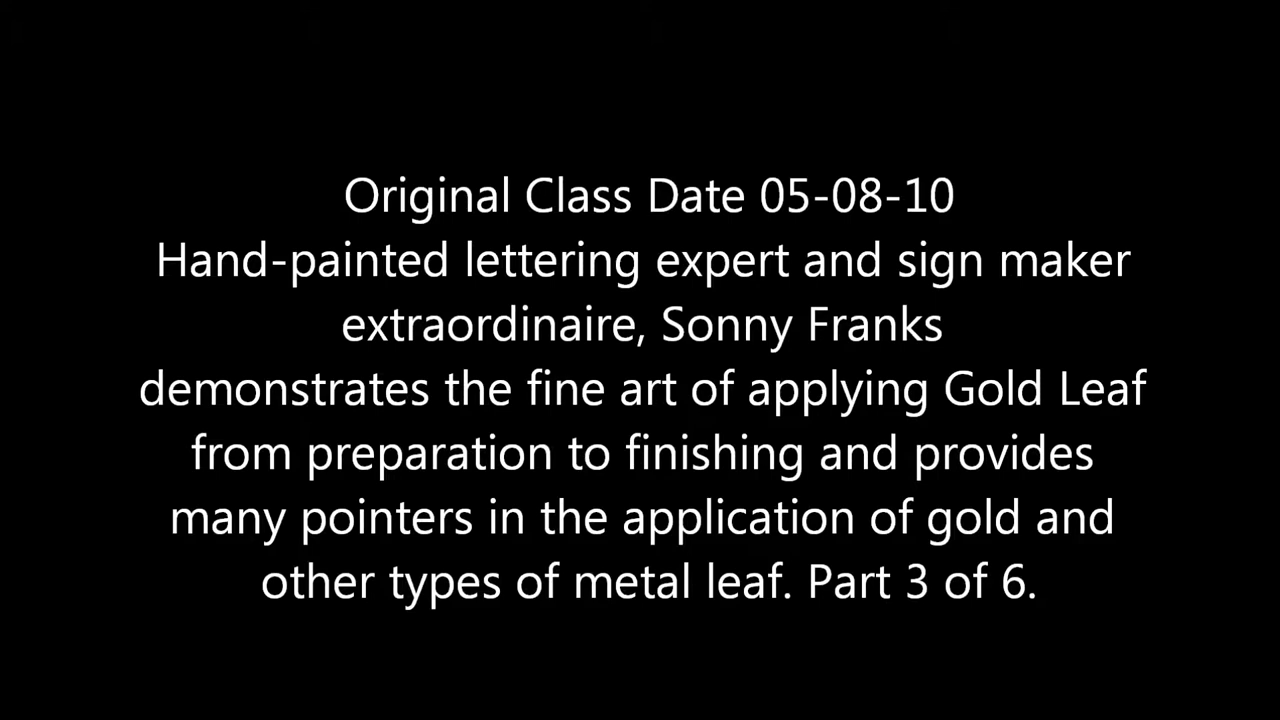 Original Class Date 05-08-10
Hand-painted lettering expert and sign maker
extraordinaire, Sonny Franks
demonstrates the fine art of applying Gold Leaf
from preparation to finishing and provides
many pointers in the application of gold and
other types of metal leaf. Part 3 of 6.